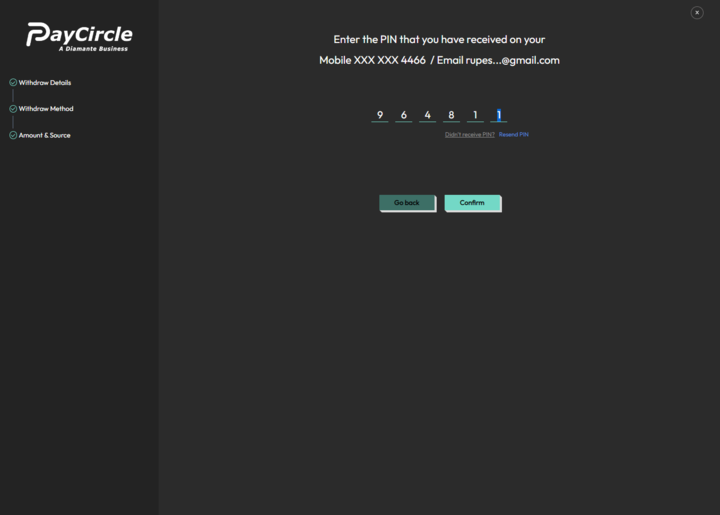 PayCircle
A Diamante Business
Withdraw Details
Withdraw Method
Amount & Source
Enter the PIN that you have received on your
Mobile XXX XXX 4466 / Email rupes...@gmail.com
9 6 4 8 1 1
Didn't receive PIN? Resend PIN
Go back Confirm